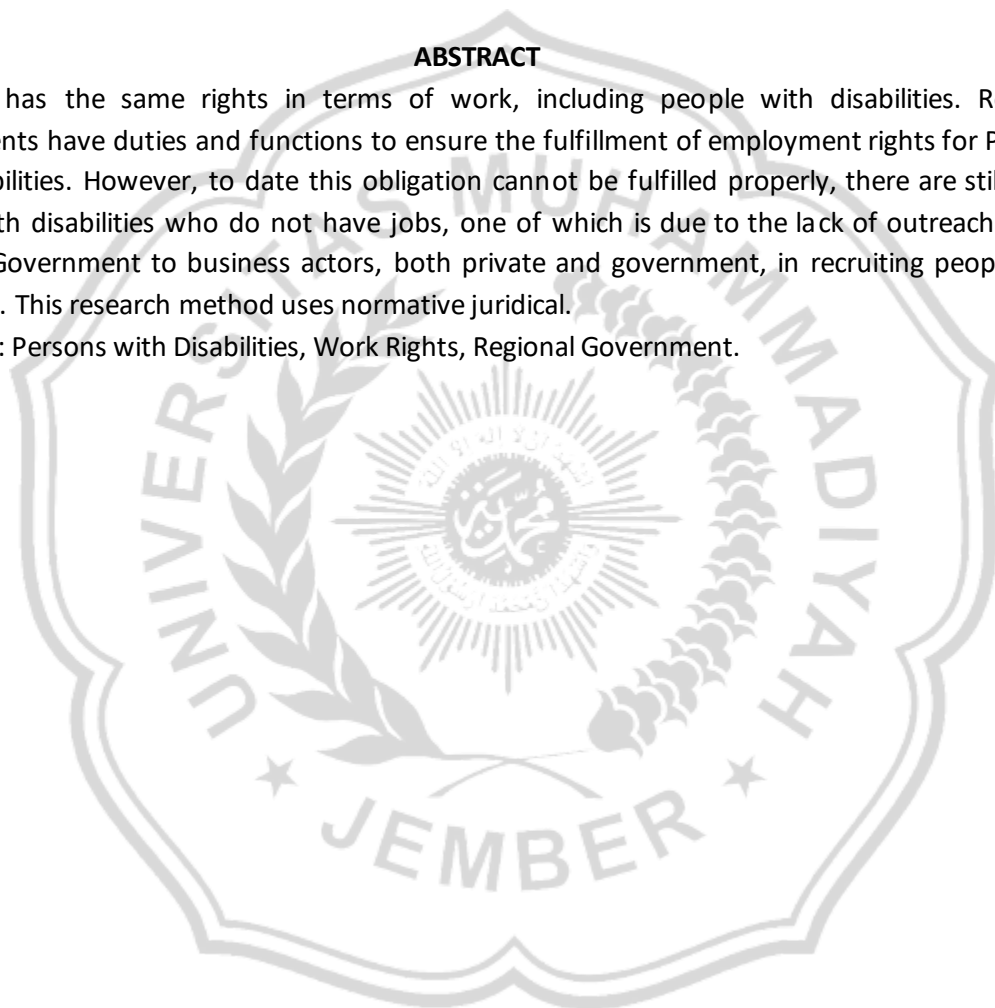 ABSTRACT
has the same rights in terms of work, including people with disabilities. R
nts have duties and functions to ensure the fulfillment of employment rights for P
bilities. However, to date this obligation cannot be fulfilled properly, there are stil
th disabilities who do not have jobs, one of which is due to the lack of outreach
Government to business actors, both private and government, in recruiting peop
. This research method uses normative juridical.
: Persons with Disabilities, Work Rights, Regional Government.
UNIVERSITAS MUHAMMADIYAH
JEMBER